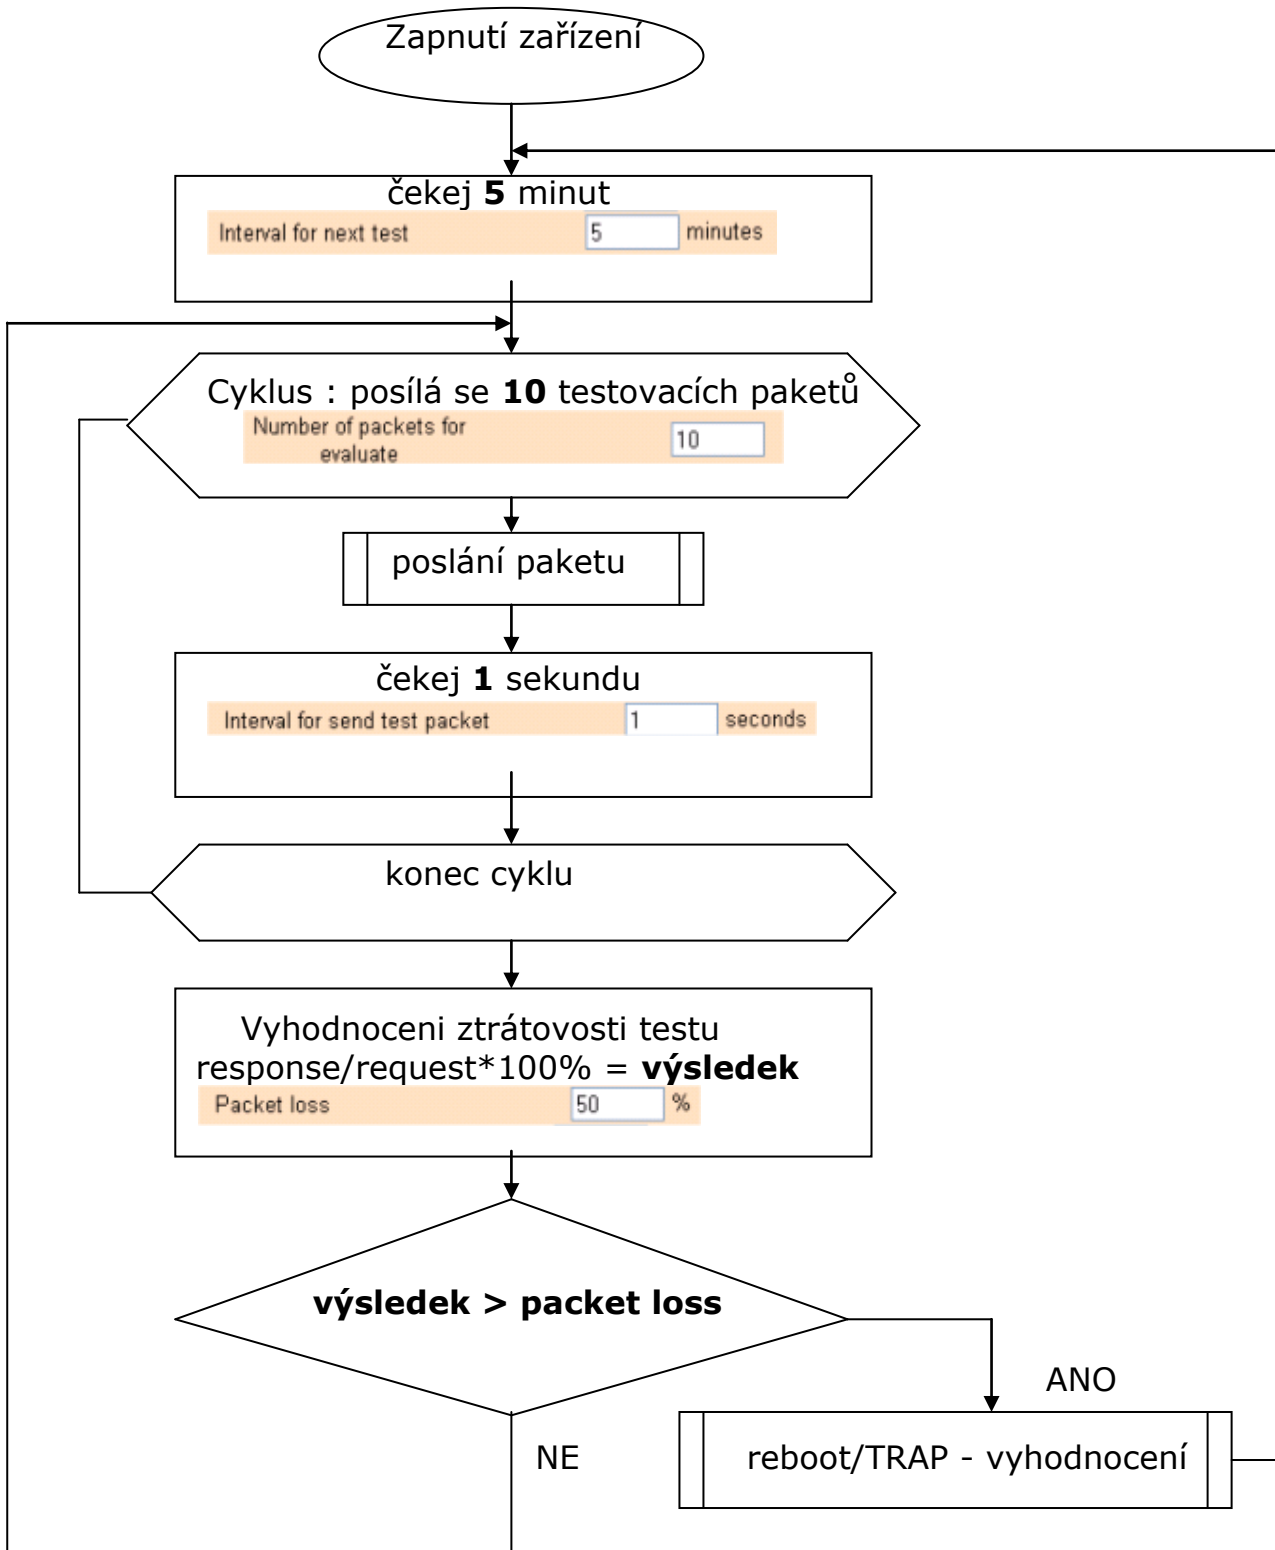 Zapnutí zařízení
čekej 5 minut
Interval for next test 5 minutes
Cyklus : posílá se 10 testovacích paketů
Number of packets for 10
evaluate
poslání paketu
čekej 1 sekundu
Interval for send test packet 1 seconds
konec cyklu
Vyhodnoceni ztrátovosti testu
response/request*100% = výsledek
Packet loss 50 %
výsledek > packet loss
ANO
NE
reboot/TRAP - vyhodnocení